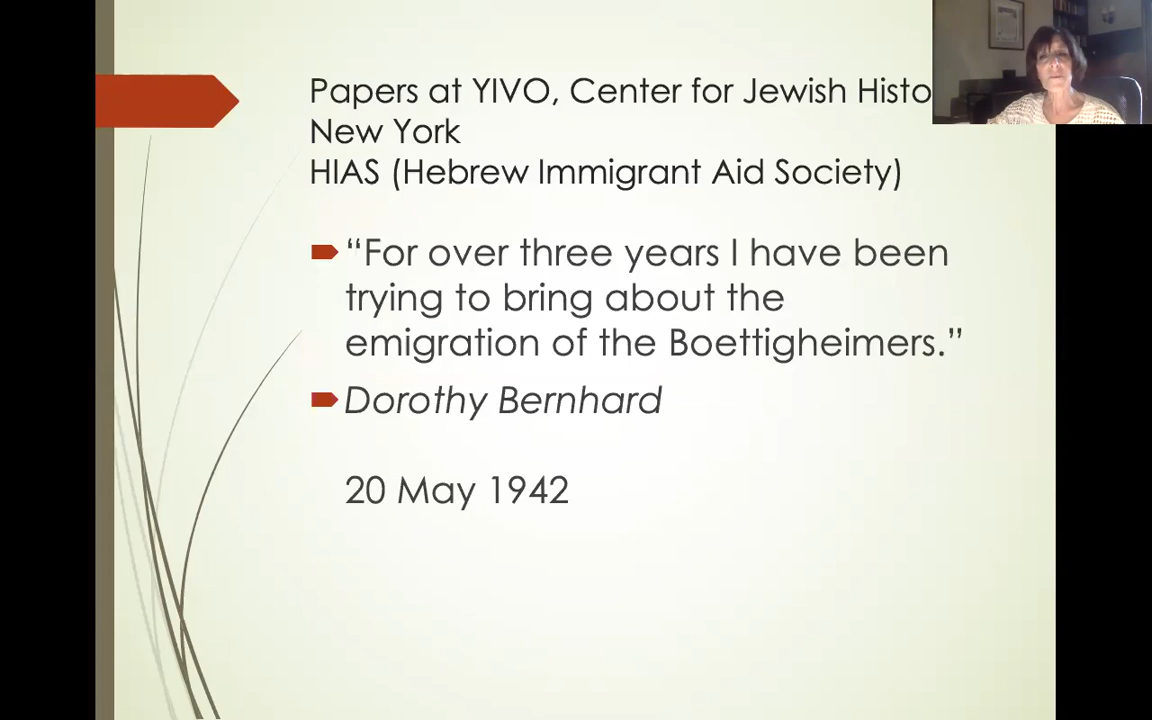 Papers at YIVO, Center for Jewish
New York
HIAS (Hebrew Immigrant Aid Society)
“For over three years I have been
trying to bring about the
emigration of the Boettigheimers.”
Dorothy Bernhard
20 May 1942